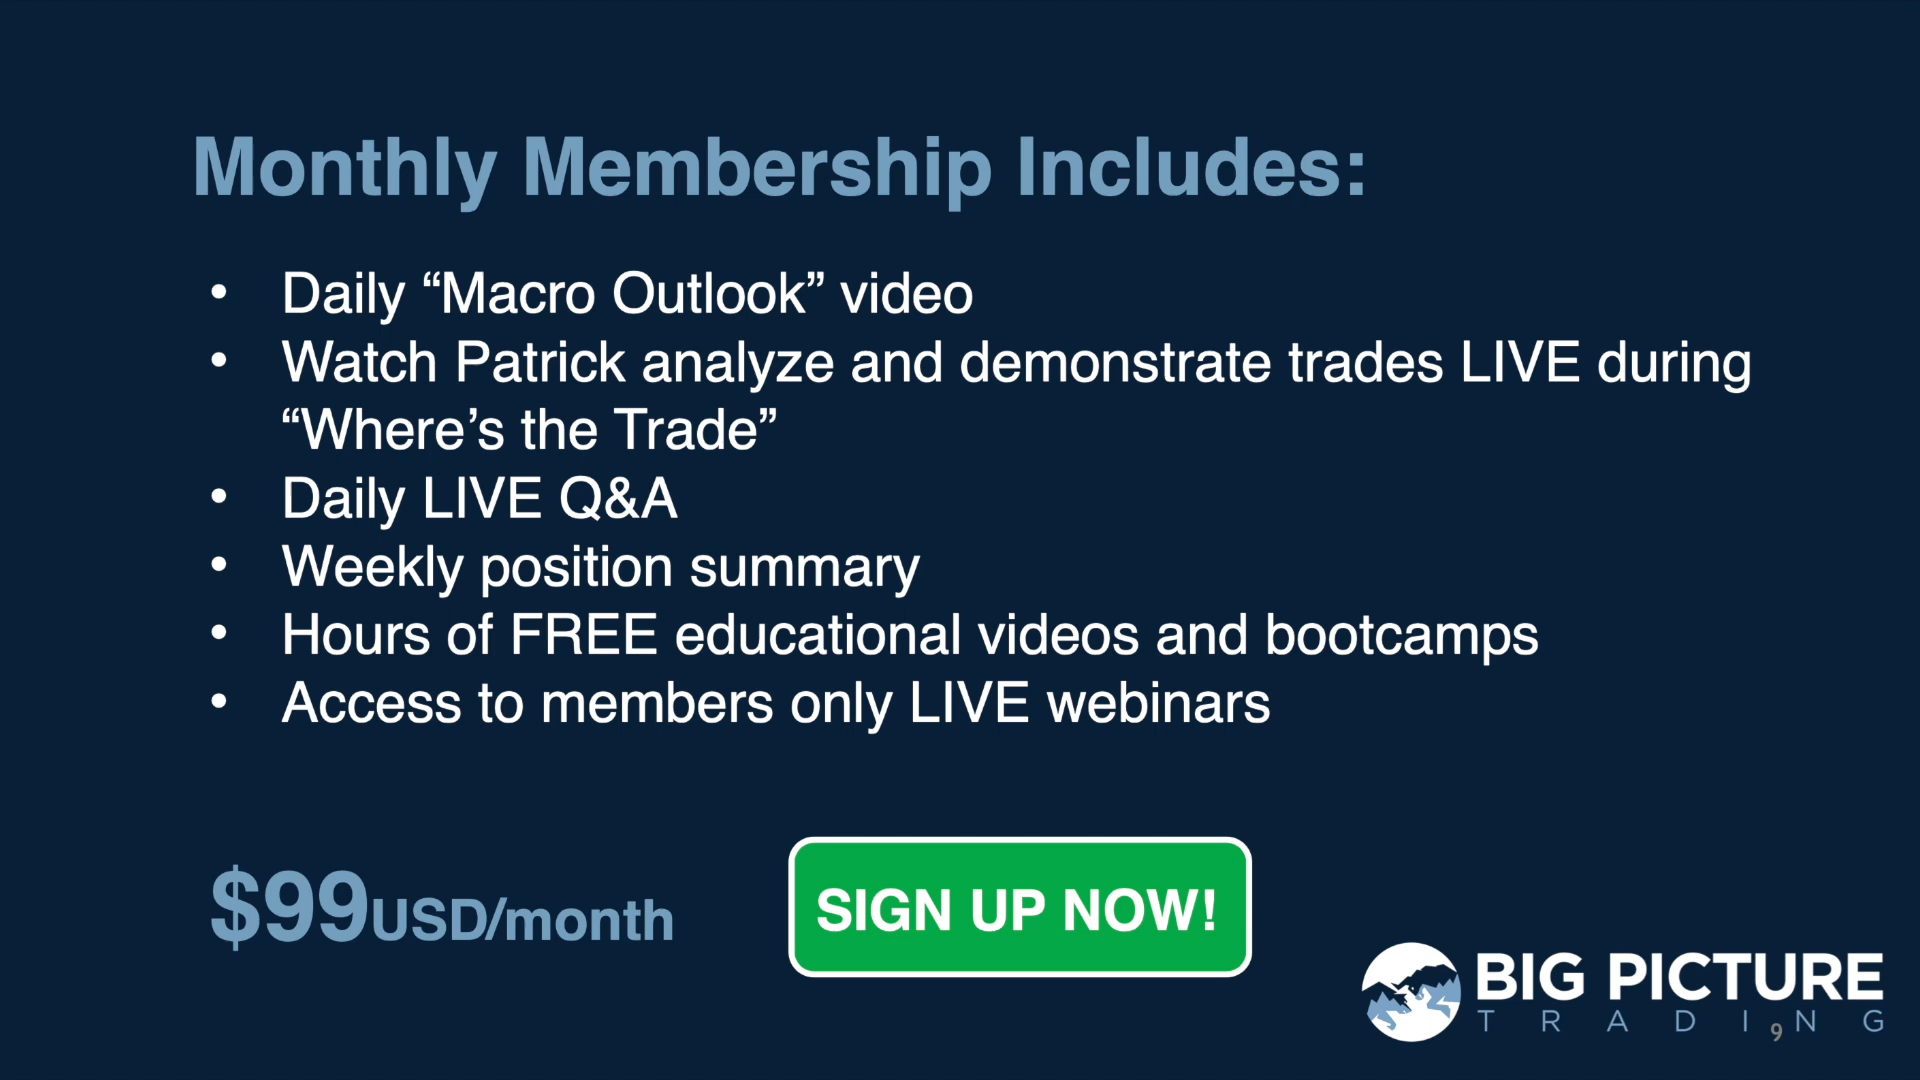 Monthly Membership Includes:
• Daily “Macro Outlook” video
• Watch Patrick analyze and demonstrate trades LIVE during
“Where’s the Trade”
• Daily LIVE Q&A
• Weekly position summary
• Hours of FREE educational videos and bootcamps
• Access to members only LIVE webinars
$99USD/month
SIGN UP NOW!
BIG PICTURE
TRADING
9